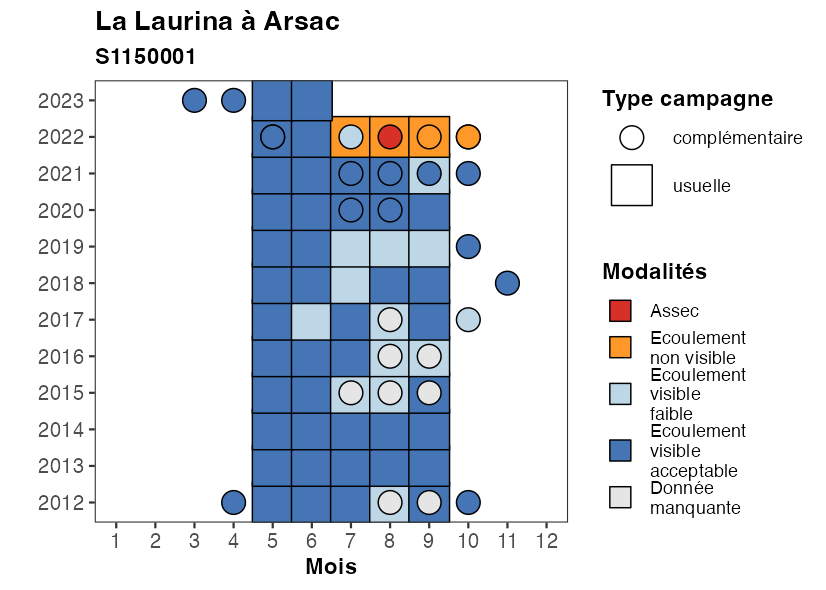 La Laurina à Arsac
S1150001
2023
2022
2021
2020
2019
2018
2017
2016
2015
2014
2013
2012
1 2 3 4 5 6 7 8 9 10 11 12
Mois
Type campagne
complémentaire
usuelle
Modalités
Assec
Ecoulement
non visible
Ecoulement
visible
faible
Ecoulement
visible
acceptable
Donnée
manquante